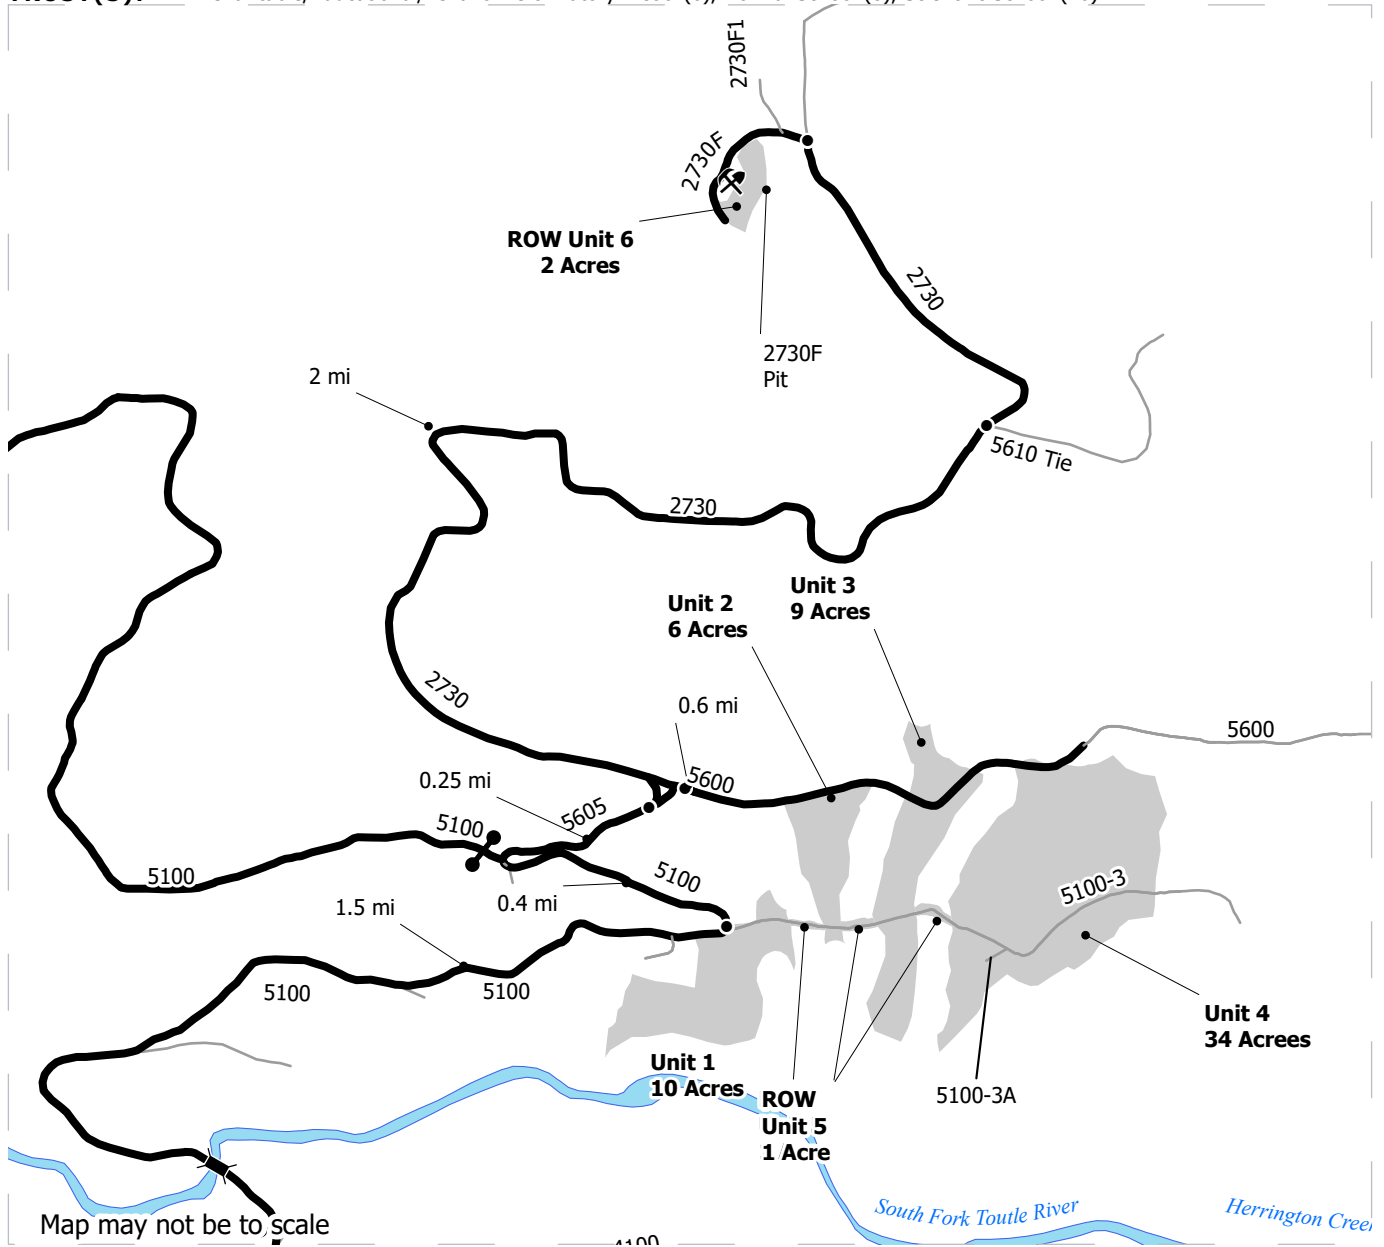 2730F1
2730F
ROW Unit 6
2 Acres
2730
2730F
Pit
2 mi
5610 Tie
2730
Unit 3
9 Acres
Unit 2
6 Acres
2730
0.6 mi
5600
5600
0.25 mi
5605
5100
5100
5100
5100-3
0.4 mi
1.5 mi
5100
5100
Unit 4
34 Acrees
Unit 1
10 Acres
5100-3A
ROW
Unit 5
1 Acre
South Fork Toutle River
Herrington Creek
Map may not be to scale
4100